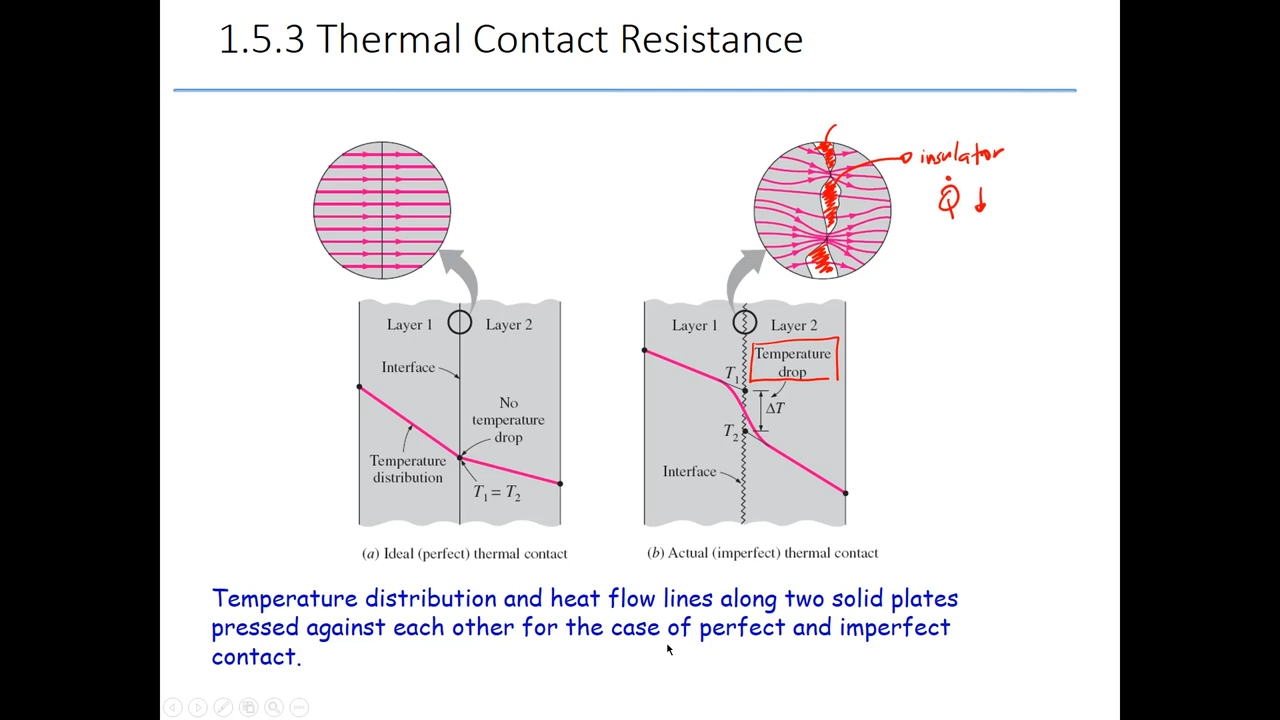 1.5.3 Thermal Contact Resistance
insulator
Q̇ ↓
Layer 1
Layer 2
Interface
No
temperature
drop
Temperature
distribution
T₁ = T₂
(a) Ideal (perfect) thermal contact
Layer 1
Layer 2
Temperature
drop
T₁
ΔT
T₂
Interface
(b) Actual (imperfect) thermal contact
Temperature distribution and heat flow lines along two solid plates
pressed against each other for the case of perfect and imperfect
contact.